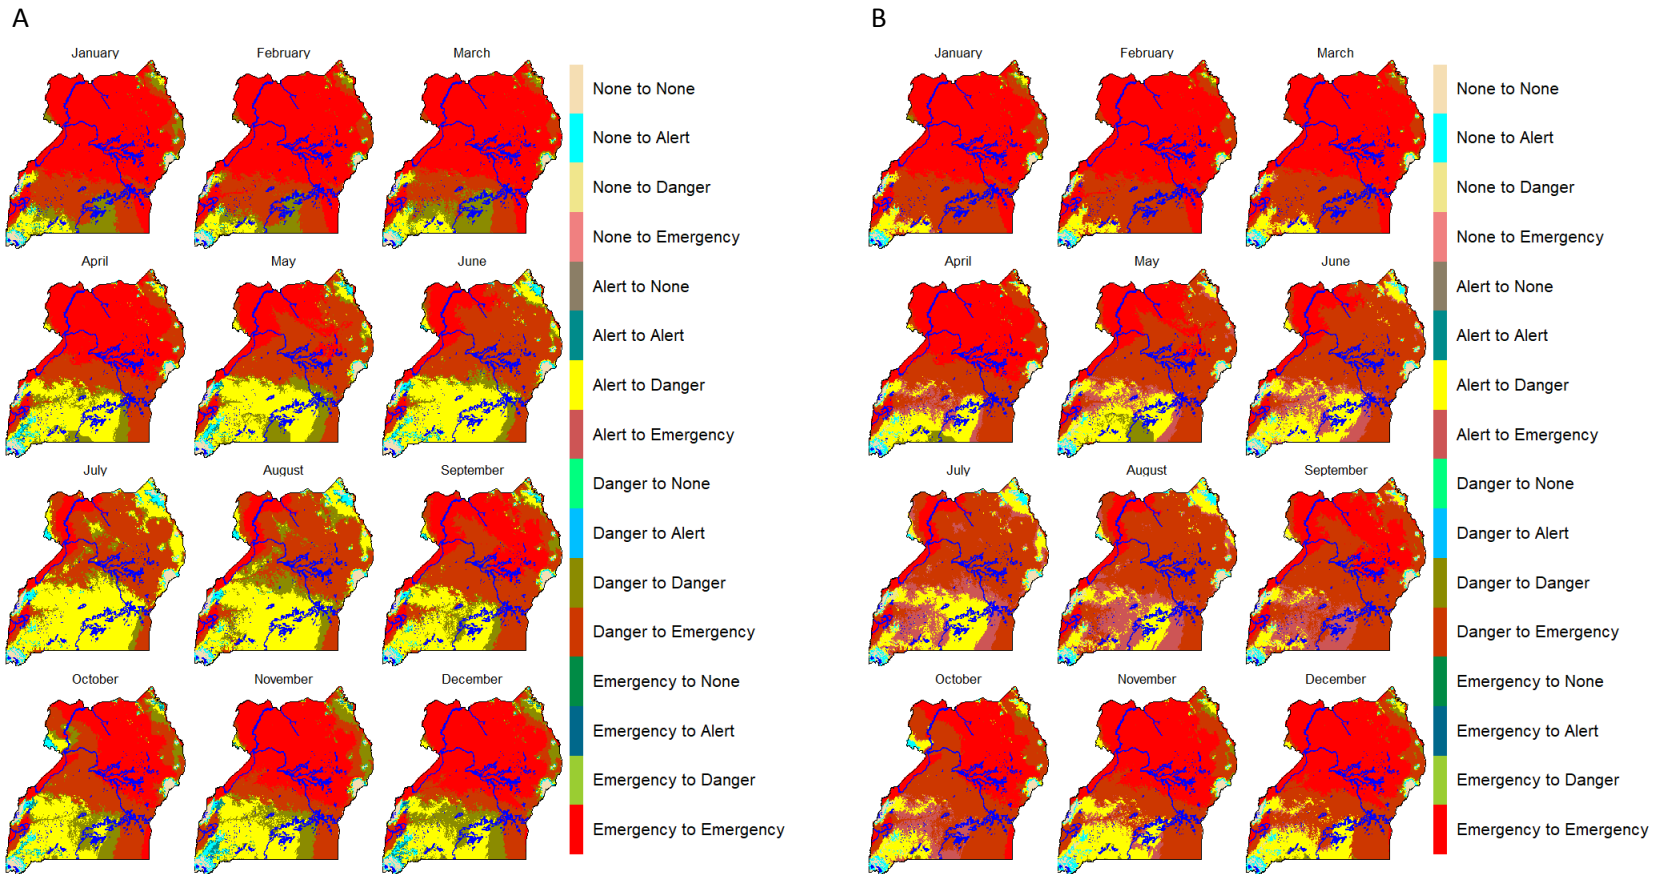 A
January
February
March
April
May
June
July
August
September
October
November
December
None to None
None to Alert
None to Danger
None to Emergency
Alert to None
Alert to Alert
Alert to Danger
Alert to Emergency
Danger to None
Danger to Alert
Danger to Danger
Danger to Emergency
Emergency to None
Emergency to Alert
Emergency to Danger
Emergency to Emergency
B
January
February
March
April
May
June
July
August
September
October
November
December
None to None
None to Alert
None to Danger
None to Emergency
Alert to None
Alert to Alert
Alert to Danger
Alert to Emergency
Danger to None
Danger to Alert
Danger to Danger
Danger to Emergency
Emergency to None
Emergency to Alert
Emergency to Danger
Emergency to Emergency